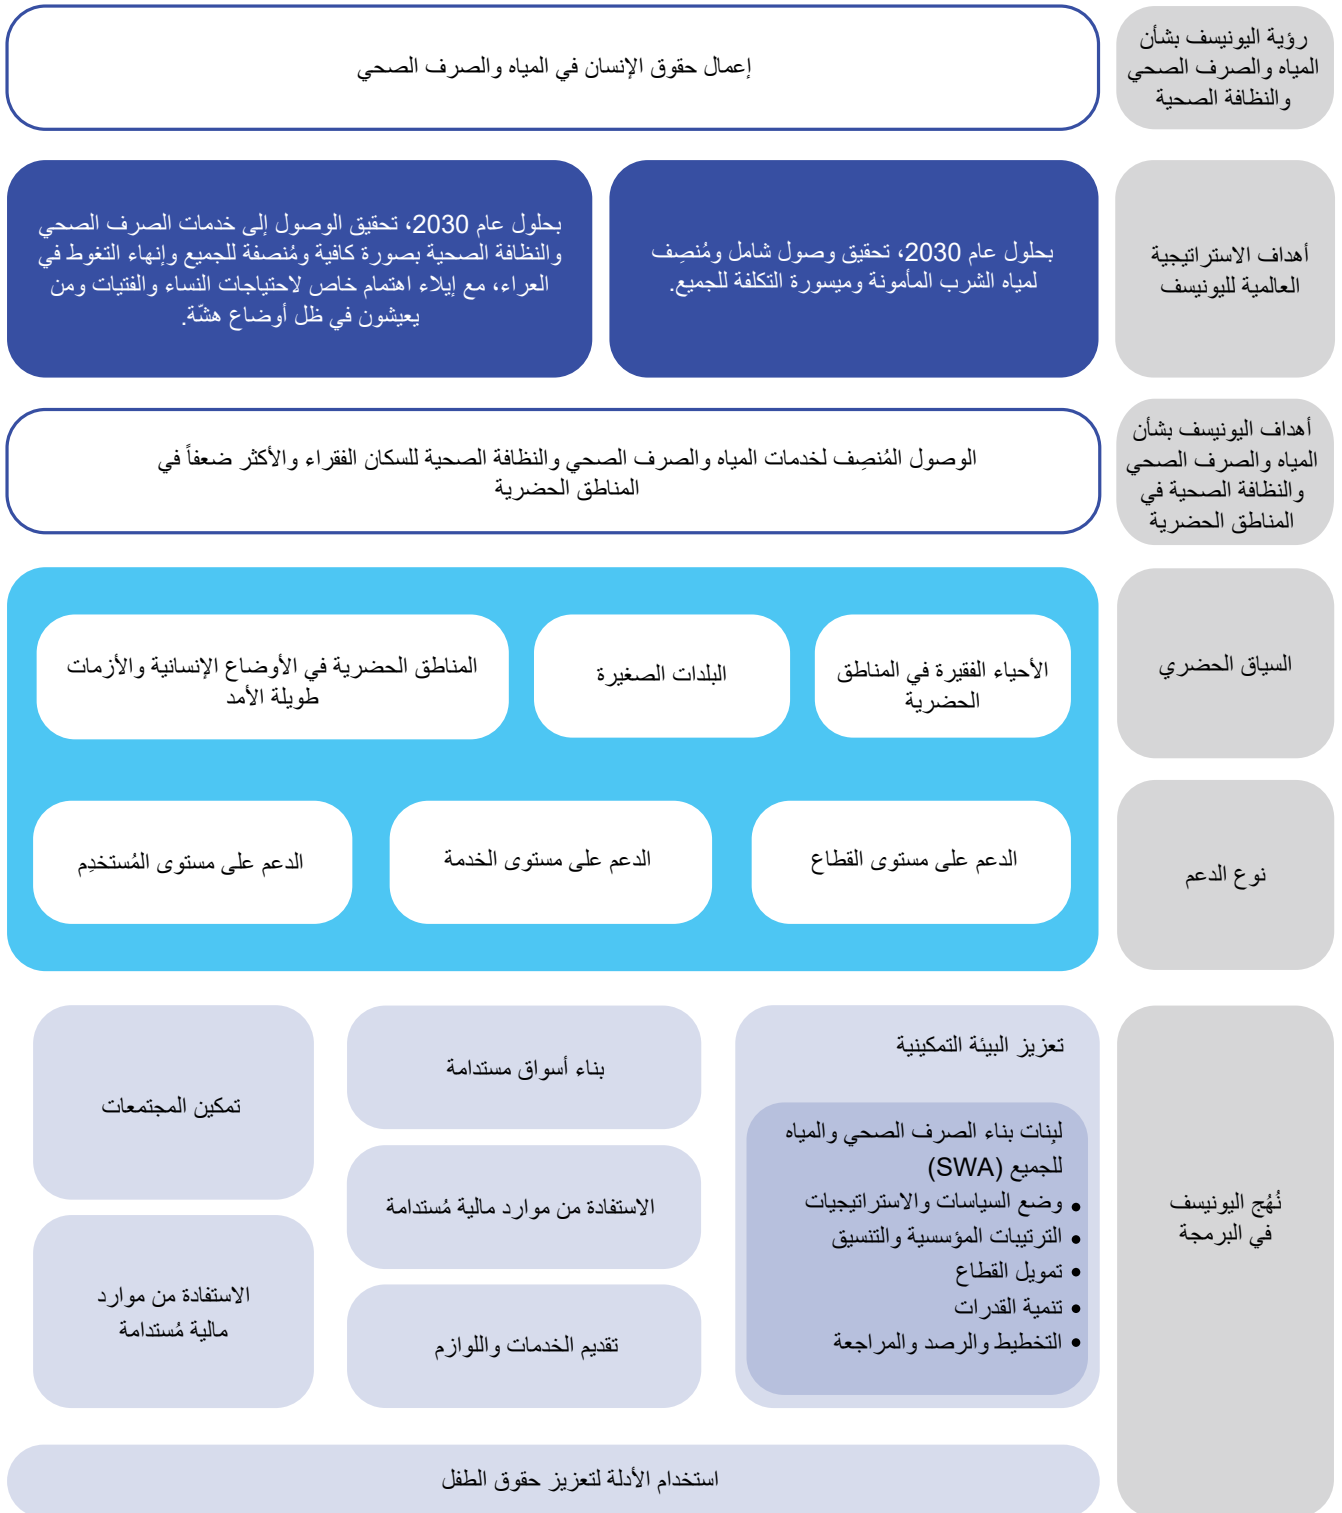 رؤية اليونيسف بشأن
المياه والصرف الصحي
والنظافة الصحية
إعمال حقوق الإنسان في المياه والصرف الصحي
أهداف الاستراتيجية
العالمية لليونيسف
بحلول عام 2030، تحقيق وصول شامل ومُنصِف
لمياه الشرب المأمونة وميسورة التكلفة للجميع.
بحلول عام 2030، تحقيق الوصول إلى خدمات الصرف الصحي
والنظافة الصحية بصورة كافية ومُنصفة للجميع وإنهاء التغوط في
العراء، مع إيلاء اهتمام خاص لاحتياجات النساء والفتيات ومن
يعيشون في ظل أوضاع هشّة.
أهداف اليونيسف بشأن
المياه والصرف الصحي
والنظافة الصحية في
المناطق الحضرية
الوصول المُنصِف لخدمات المياه والصرف الصحي والنظافة الصحية للسكان الفقراء والأكثر ضعفاً في
المناطق الحضرية
السياق الحضري
الأحياء الفقيرة في المناطق
الحضرية
البلدات الصغيرة
المناطق الحضرية في الأوضاع الإنسانية والأزمات
طويلة الأمد
نوع الدعم
الدعم على مستوى القطاع
الدعم على مستوى الخدمة
الدعم على مستوى المُستخدِم
نُهُج اليونيسف
في البرمجة
تعزيز البيئة التمكينية
لبِنات بناء الصرف الصحي والمياه
للجميع (SWA)
• وضع السياسات والاستراتيجيات
• الترتيبات المؤسسية والتنسيق
• تمويل القطاع
• تنمية القدرات
• التخطيط والرصد والمراجعة
بناء أسواق مستدامة
الاستفادة من موارد مالية مُستدامة
تقديم الخدمات واللوازم
تمكين المجتمعات
الاستفادة من موارد
مالية مُستدامة
استخدام الأدلة لتعزيز حقوق الطفل